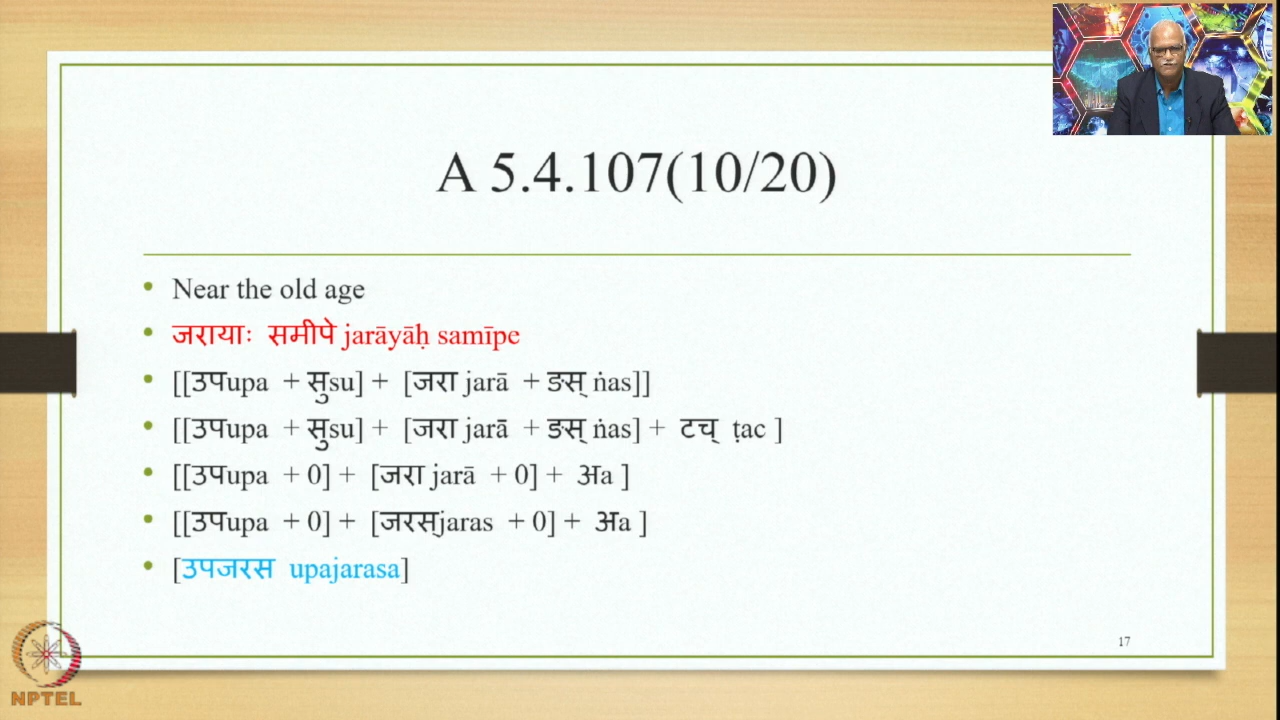 A 5.4.107(10/20)
• Near the old age
• जरायाः समीपे jarāyāḥ samīpe
• [[उपupa + सुsu] + [जरा jarā + ङस् ṅas]]
• [[उपupa + सुsu] + [जरा jarā + ङस् ṅas] + टच् ṭac ]
• [[उपupa + 0] + [जरा jarā + 0] + अa ]
• [[उपupa + 0] + [जरस्jaras + 0] + अa ]
• [उपजरस upajarasa]
17
NPTEL